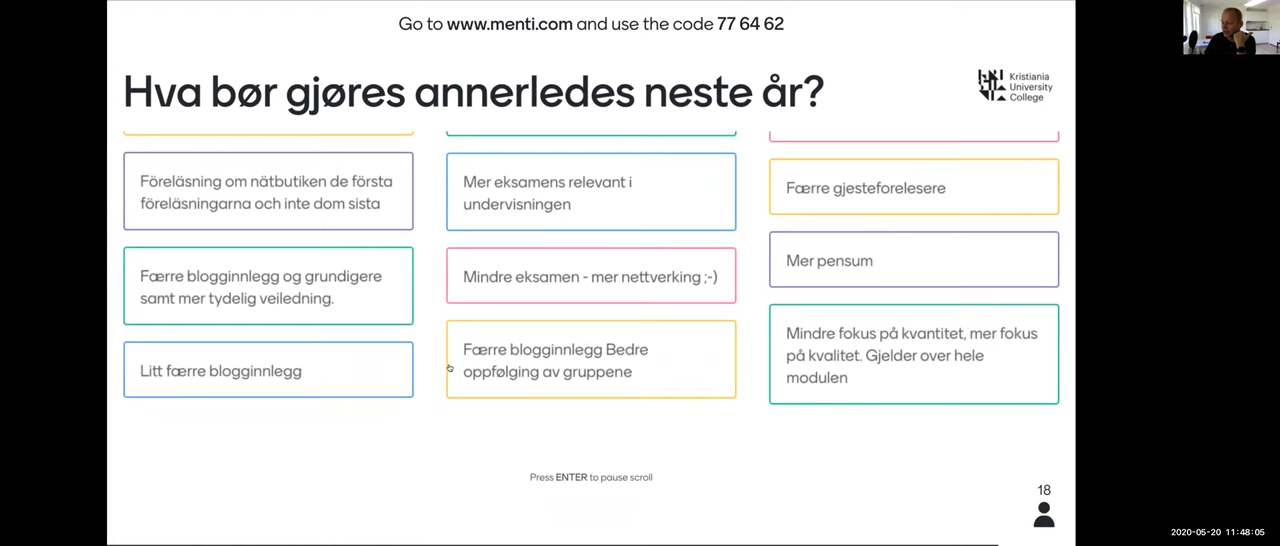 Go to www.menti.com and use the code 77 64 62
Hva bør gjøres annerledes neste år?
Kristiania
University
College
Föreläsning om nätbutiken de första
föreläsningarna och inte dom sista
Færre blogginnlegg og grundigere
samt mer tydelig veiledning.
Litt færre blogginnlegg
Mer eksamens relevant i
undervisningen
Mindre eksamen - mer nettverking ;-)
Færre blogginnlegg Bedre
oppfølging av gruppene
Færre gjesteforelesere
Mer pensum
Mindre fokus på kvantitet, mer fokus
på kvalitet. Gjelder over hele
modulen
Press ENTER to pause scroll
18
2020-05-20 11:48:05